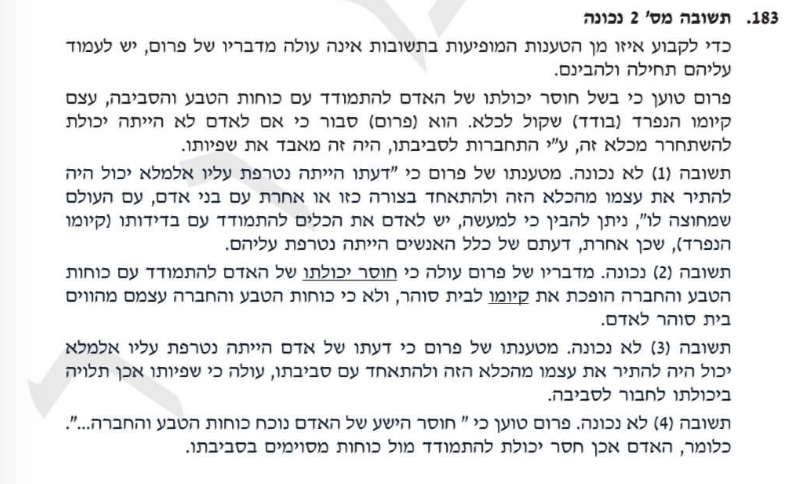 183. תשובה מס' 2 נכונה
כדי לקבוע איזו מן הטענות המופיעות בתשובות אינה עולה מדבריו של פרום, יש לעמוד
עליהם תחילה ולהבינם.
פרום טוען כי בשל חוסר יכולתו של האדם להתמודד עם כוחות הטבע והסביבה, עצם
קיומו הנפרד (בודד) שקול לכלא. הוא (פרום) סבור כי אם לאדם לא הייתה יכולת
להשתחרר מכלא זה, ע"י התחברות לסביבתו, היה זה מאבד את שפיותו.
תשובה (1) לא נכונה. מטענתו של פרום כי "דעתו הייתה נטרפת עליו אלמלא יכול היה
להתיר את עצמו מהכלא הזה ולהתאחד בצורה כזו או אחרת עם בני אדם, עם העולם
שמחוצה לו", ניתן להבין כי למעשה, יש לאדם את הכלים להתמודד עם בדידותו (קיומו
הנפרד), שכן אחרת, דעתם של כלל האנשים הייתה נטרפת עליהם.
תשובה (2) נכונה. מדבריו של פרום עולה כי חוסר יכולתו של האדם להתמודד עם כוחות
הטבע והחברה הופכת את קיומו לבית סוהר, ולא כי כוחות הטבע והחברה עצמם מהווים
בית סוהר לאדם.
תשובה (3) לא נכונה. מטענתו של פרום כי דעתו של אדם הייתה נטרפת עליו אלמלא
יכול היה להתיר את עצמו מהכלא הזה ולהתאחד עם סביבתו, עולה כי שפיותו אכן תלויה
ביכולתו לחבור לסביבה.
תשובה (4) לא נכונה. פרום טוען כי " חוסר הישע של האדם נוכח כוחות הטבע והחברה...".
כלומר, האדם אכן חסר יכולת להתמודד מול כוחות מסוימים בסביבתו.